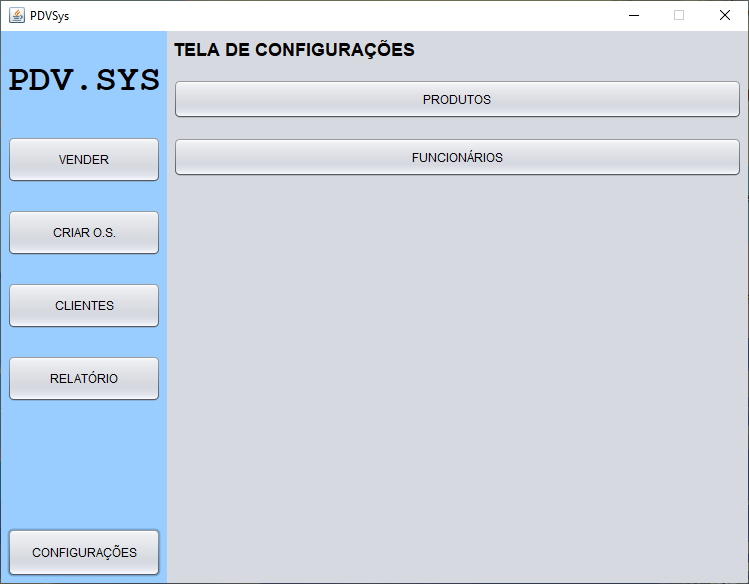 PDVSys
PDV.SYS
VENDER
CRIAR O.S.
CLIENTES
RELATÓRIO
CONFIGURAÇÕES
TELA DE CONFIGURAÇÕES
PRODUTOS
FUNCIONÁRIOS